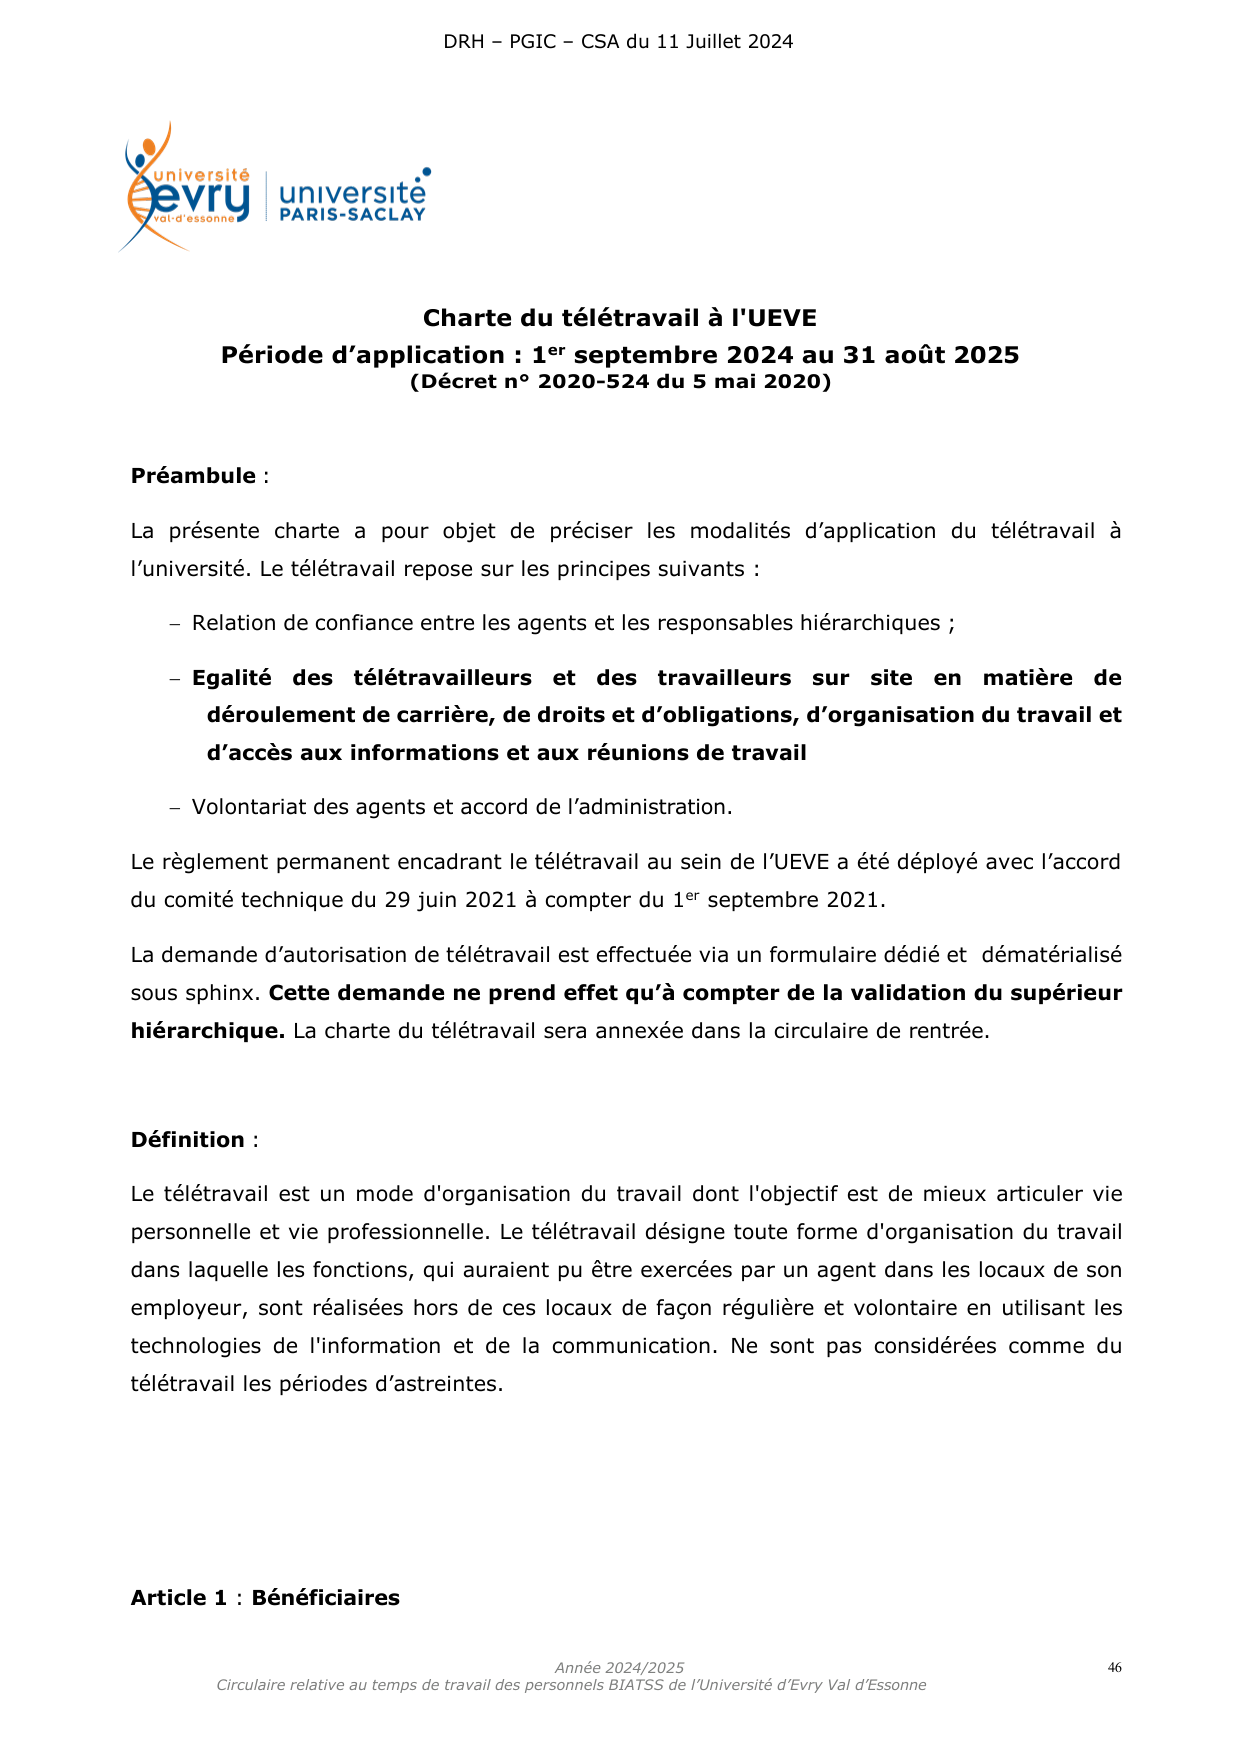 DRH – PGIC – CSA du 11 Juillet 2024
université
evry
val-d'essonne
université
PARIS-SACLAY
Charte du télétravail à l'UEVE
Période d’application : 1er septembre 2024 au 31 août 2025
(Décret n° 2020-524 du 5 mai 2020)
Préambule :
La présente charte a pour objet de préciser les modalités d’application du télétravail à
l’université. Le télétravail repose sur les principes suivants :
– Relation de confiance entre les agents et les responsables hiérarchiques ;
– Egalité des télétravailleurs et des travailleurs sur site en matière de
déroulement de carrière, de droits et d’obligations, d’organisation du travail et
d’accès aux informations et aux réunions de travail
– Volontariat des agents et accord de l’administration.
Le règlement permanent encadrant le télétravail au sein de l’UEVE a été déployé avec l’accord
du comité technique du 29 juin 2021 à compter du 1er septembre 2021.
La demande d’autorisation de télétravail est effectuée via un formulaire dédié et  dématérialisé
sous sphinx. Cette demande ne prend effet qu’à compter de la validation du supérieur
hiérarchique. La charte du télétravail sera annexée dans la circulaire de rentrée.
Définition :
Le télétravail est un mode d'organisation du travail dont l'objectif est de mieux articuler vie
personnelle et vie professionnelle. Le télétravail désigne toute forme d'organisation du travail
dans laquelle les fonctions, qui auraient pu être exercées par un agent dans les locaux de son
employeur, sont réalisées hors de ces locaux de façon régulière et volontaire en utilisant les
technologies de l'information et de la communication. Ne sont pas considérées comme du
télétravail les périodes d’astreintes.
Article 1 : Bénéficiaires
Année 2024/2025
46
Circulaire relative au temps de travail des personnels BIATSS de l’Université d’Evry Val d’Essonne